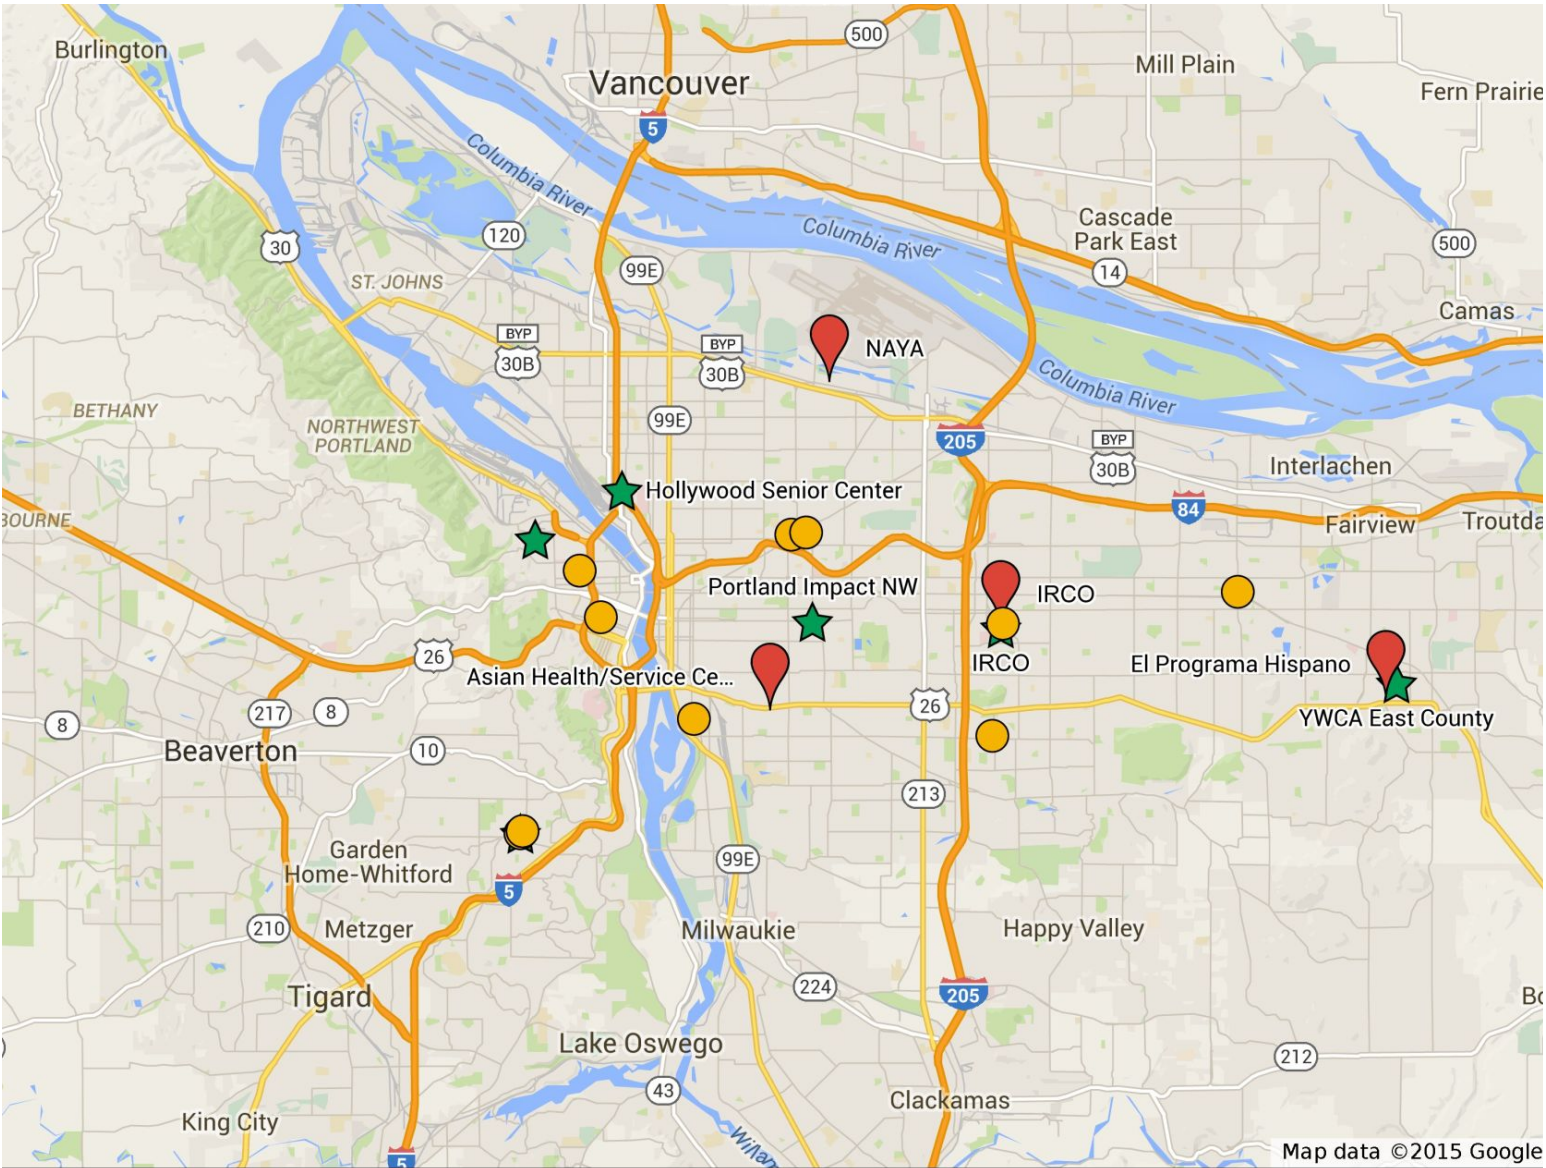 Burlington
500
Mill Plain
Vancouver
Fern Prairie
5
Columbia River
120
30
99E
Columbia River
Cascade
Park East
500
14
ST. JOHNS
Camas
BYP
30B
BYP
30B
NAYA
Columbia River
BETHANY
NORTHWEST
PORTLAND
99E
205
BYP
30B
Interlachen
Hollywood Senior Center
84
BOURNE
Fairview
Troutda
Portland Impact NW
IRCO
26
IRCO
El Programa Hispano
Asian Health/Service Ce...
217
8
8
26
YWCA East County
Beaverton
10
213
Garden
Home-Whitford
99E
5
210
Metzger
Milwaukie
Happy Valley
Tigard
224
205
Bo
Lake Oswego
212
43
Clackamas
King City
Willam
5
Map data ©2015 Google